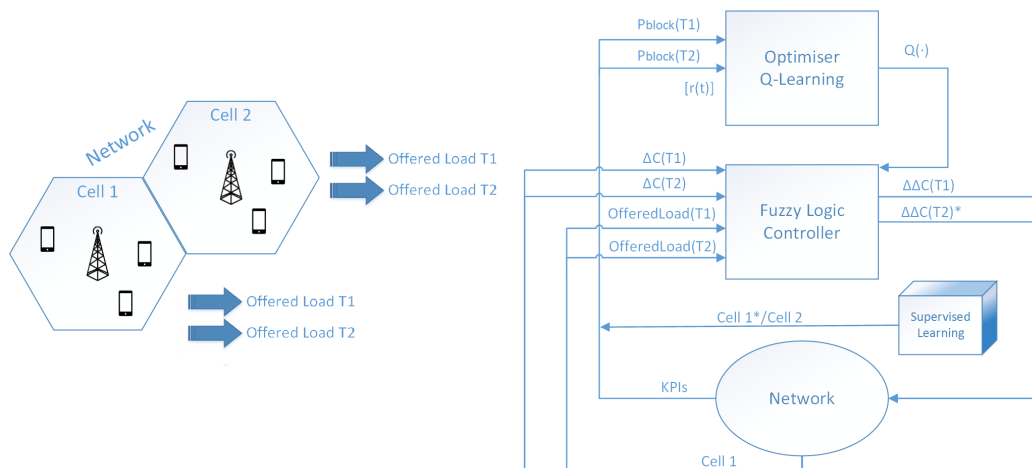 Network
Cell 2
Cell 1
Offered Load T1
Offered Load T2
Offered Load T1
Offered Load T2
Pblock(T1)
Pblock(T2)
[r(t)]
Optimiser
Q-Learning
Q(·)
ΔC(T1)
ΔC(T2)
OfferedLoad(T1)
OfferedLoad(T2)
Fuzzy Logic
Controller
ΔΔC(T1)
ΔΔC(T2)*
Cell 1*/Cell 2
Supervised
Learning
KPIs
Network
Cell 1